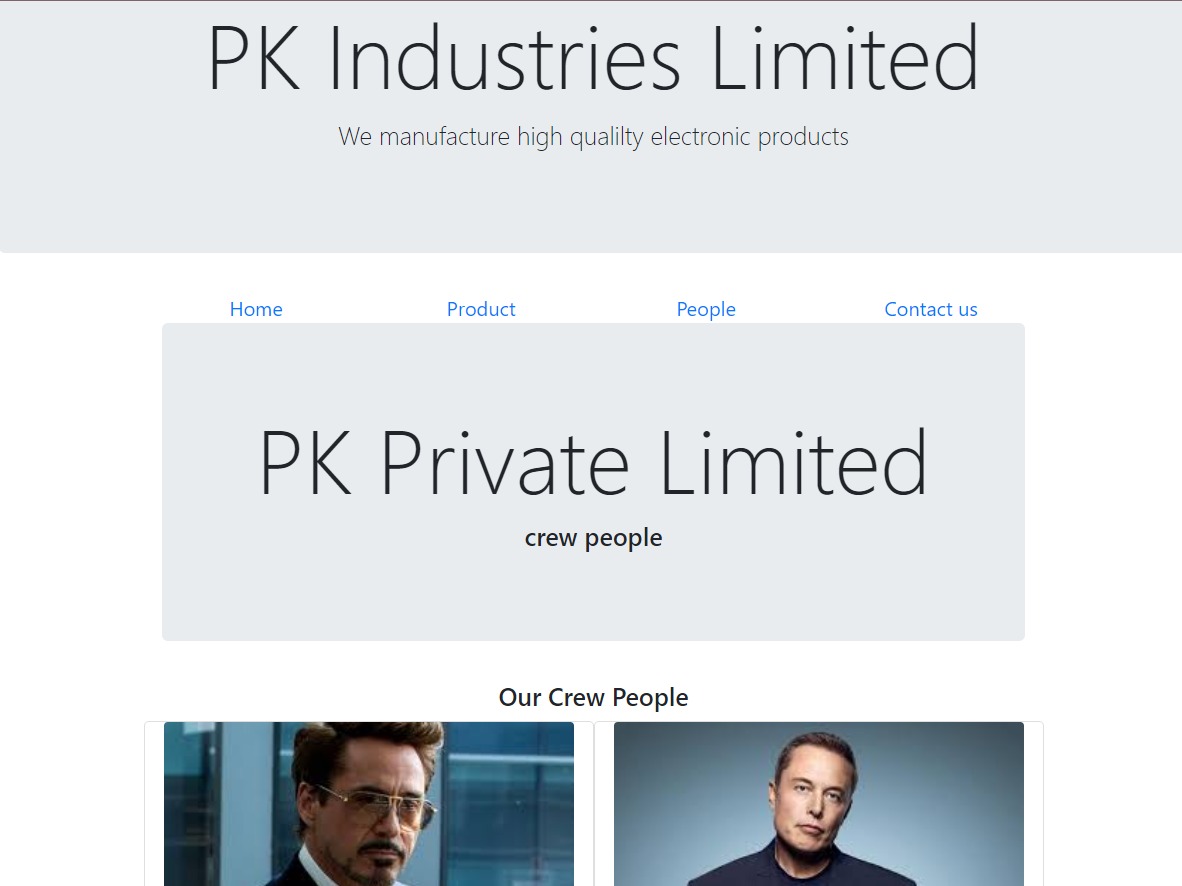 PK Industries Limited
We manufacture high qualilty electronic products
Home Product People Contact us
PK Private Limited
crew people
Our Crew People